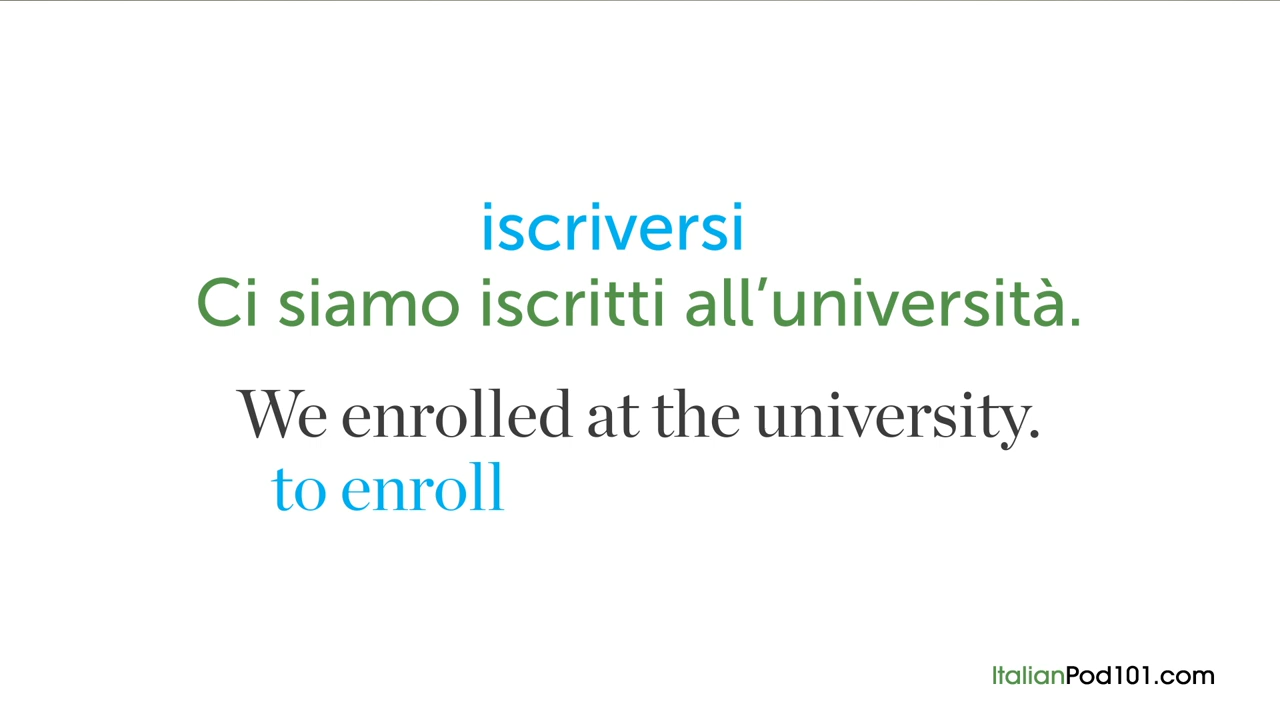 iscriversi
Ci siamo iscritti all’università.
We enrolled at the university.
to enroll
ItalianPod101.com